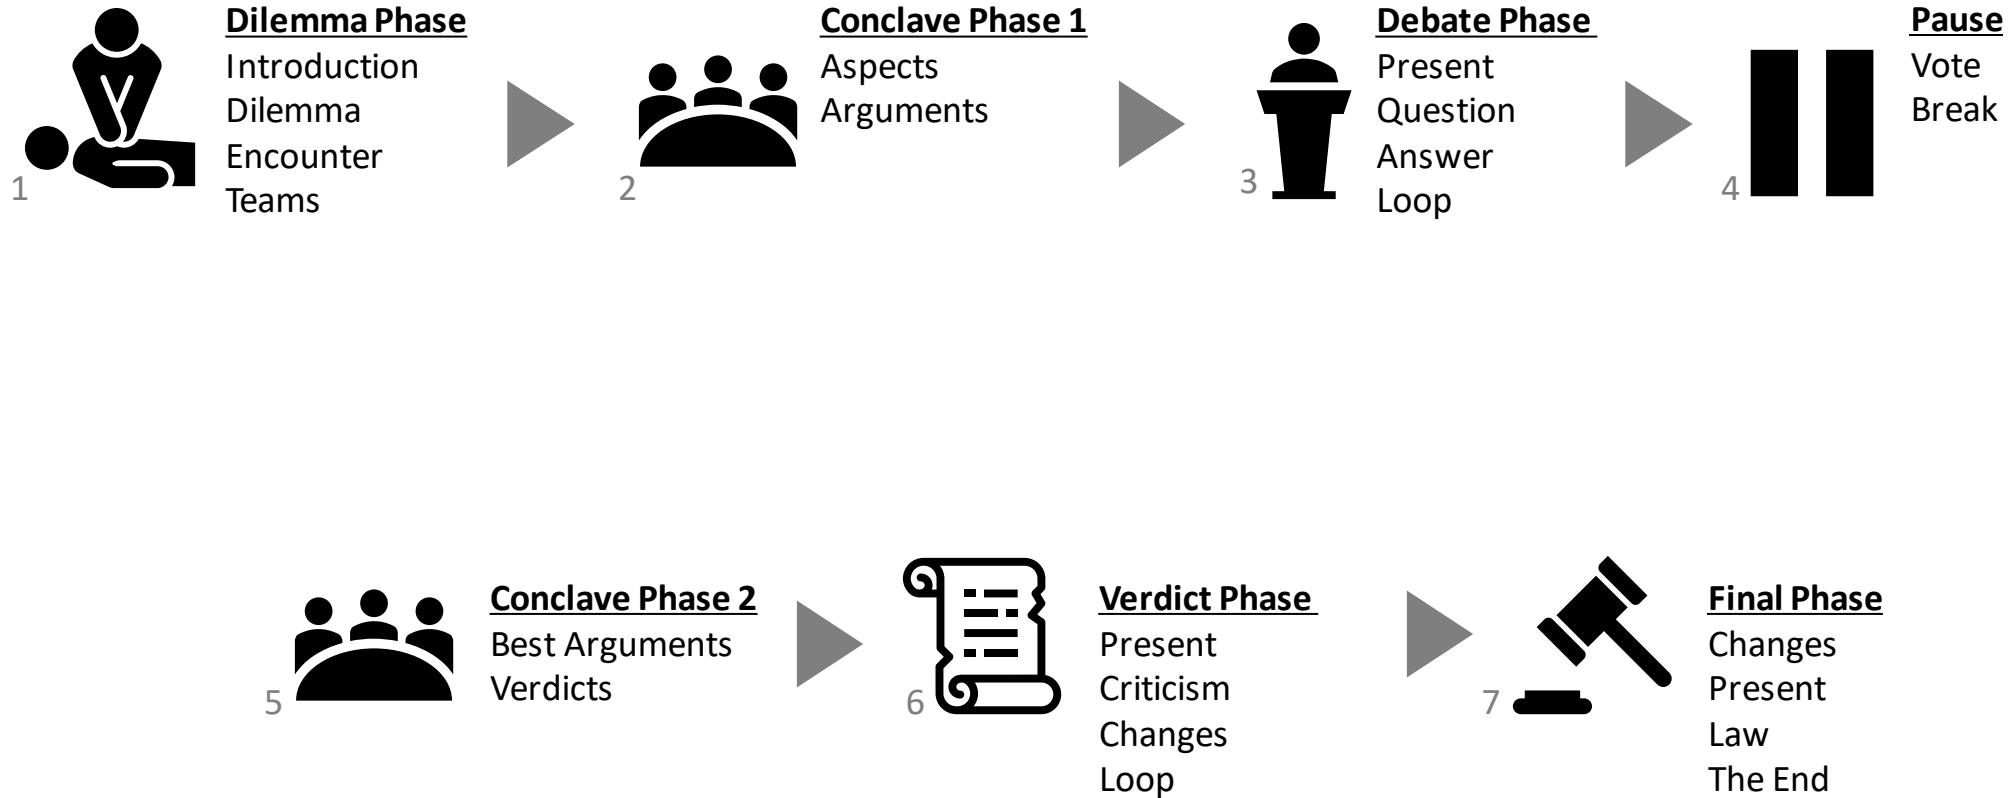 Dilemma Phase
Introduction
Dilemma
Encounter
Teams
1
Conclave Phase 1
Aspects
Arguments
2
Debate Phase
Present
Question
Answer
Loop
3
Pause
Vote
Break
4
Conclave Phase 2
Best Arguments
Verdicts
5
Verdict Phase
Present
Criticism
Changes
Loop
6
Final Phase
Changes
Present
Law
The End
7